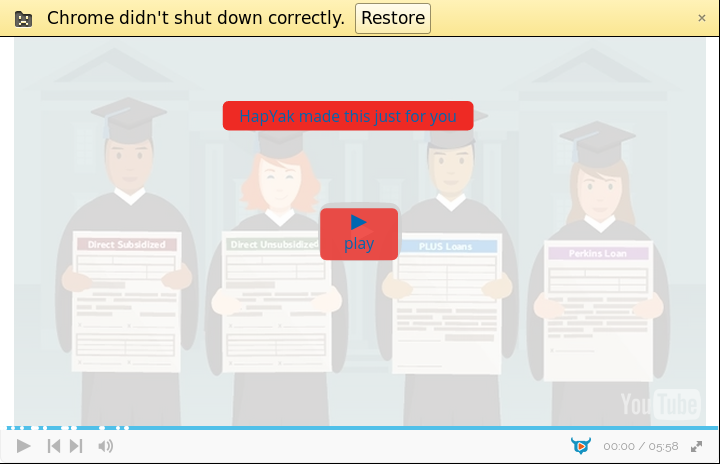 Chrome didn't shut down correctly. Restore ×
HapYak made this just for you
play
Direct Subsidized
Direct Unsubsidized
PLUS Loans
Perkins Loan
YouTube
00:00 / 05:58